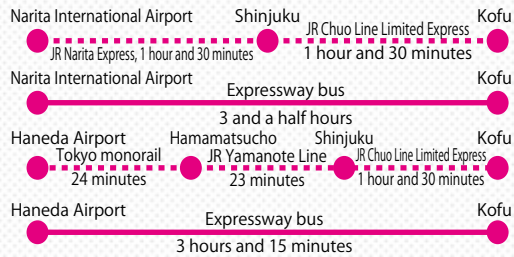 Narita International Airport Shinjuku Kofu
JR Narita Express, 1 hour and 30 minutes
JR Chuo Line Limited Express
1 hour and 30 minutes
Narita International Airport Kofu
Expressway bus
3 and a half hours
Haneda Airport Hamamatsucho Shinjuku Kofu
Tokyo monorail JR Yamanote Line JR Chuo Line Limited Express
24 minutes 23 minutes 1 hour and 30 minutes
Haneda Airport Kofu
Expressway bus
3 hours and 15 minutes